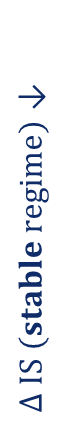 Δ IS (stable regime) →